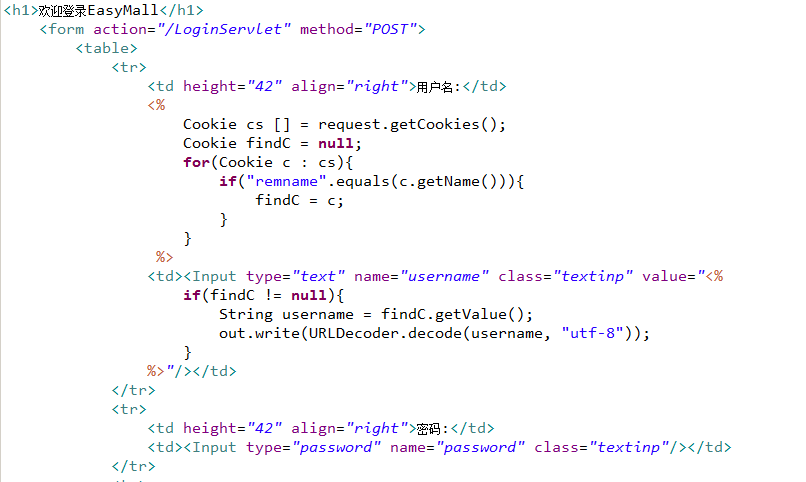 <h1>欢迎登录EasyMall</h1>
<form action="/LoginServlet" method="POST">
<table>
<tr>
<td height="42" align="right">用户名:</td>
<%
Cookie cs [] = request.getCookies();
Cookie findC = null;
for(Cookie c : cs){
if("remname".equals(c.getName())){
findC = c;
}
}
%>
<td><Input type="text" name="username" class="textinp" value="<%
if(findC != null){
String username = findC.getValue();
out.write(URLDecoder.decode(username, "utf-8"));
}
%>"/></td>
</tr>
<tr>
<td height="42" align="right">密码:</td>
<td><Input type="password" name="password" class="textinp"/></td>
</tr>